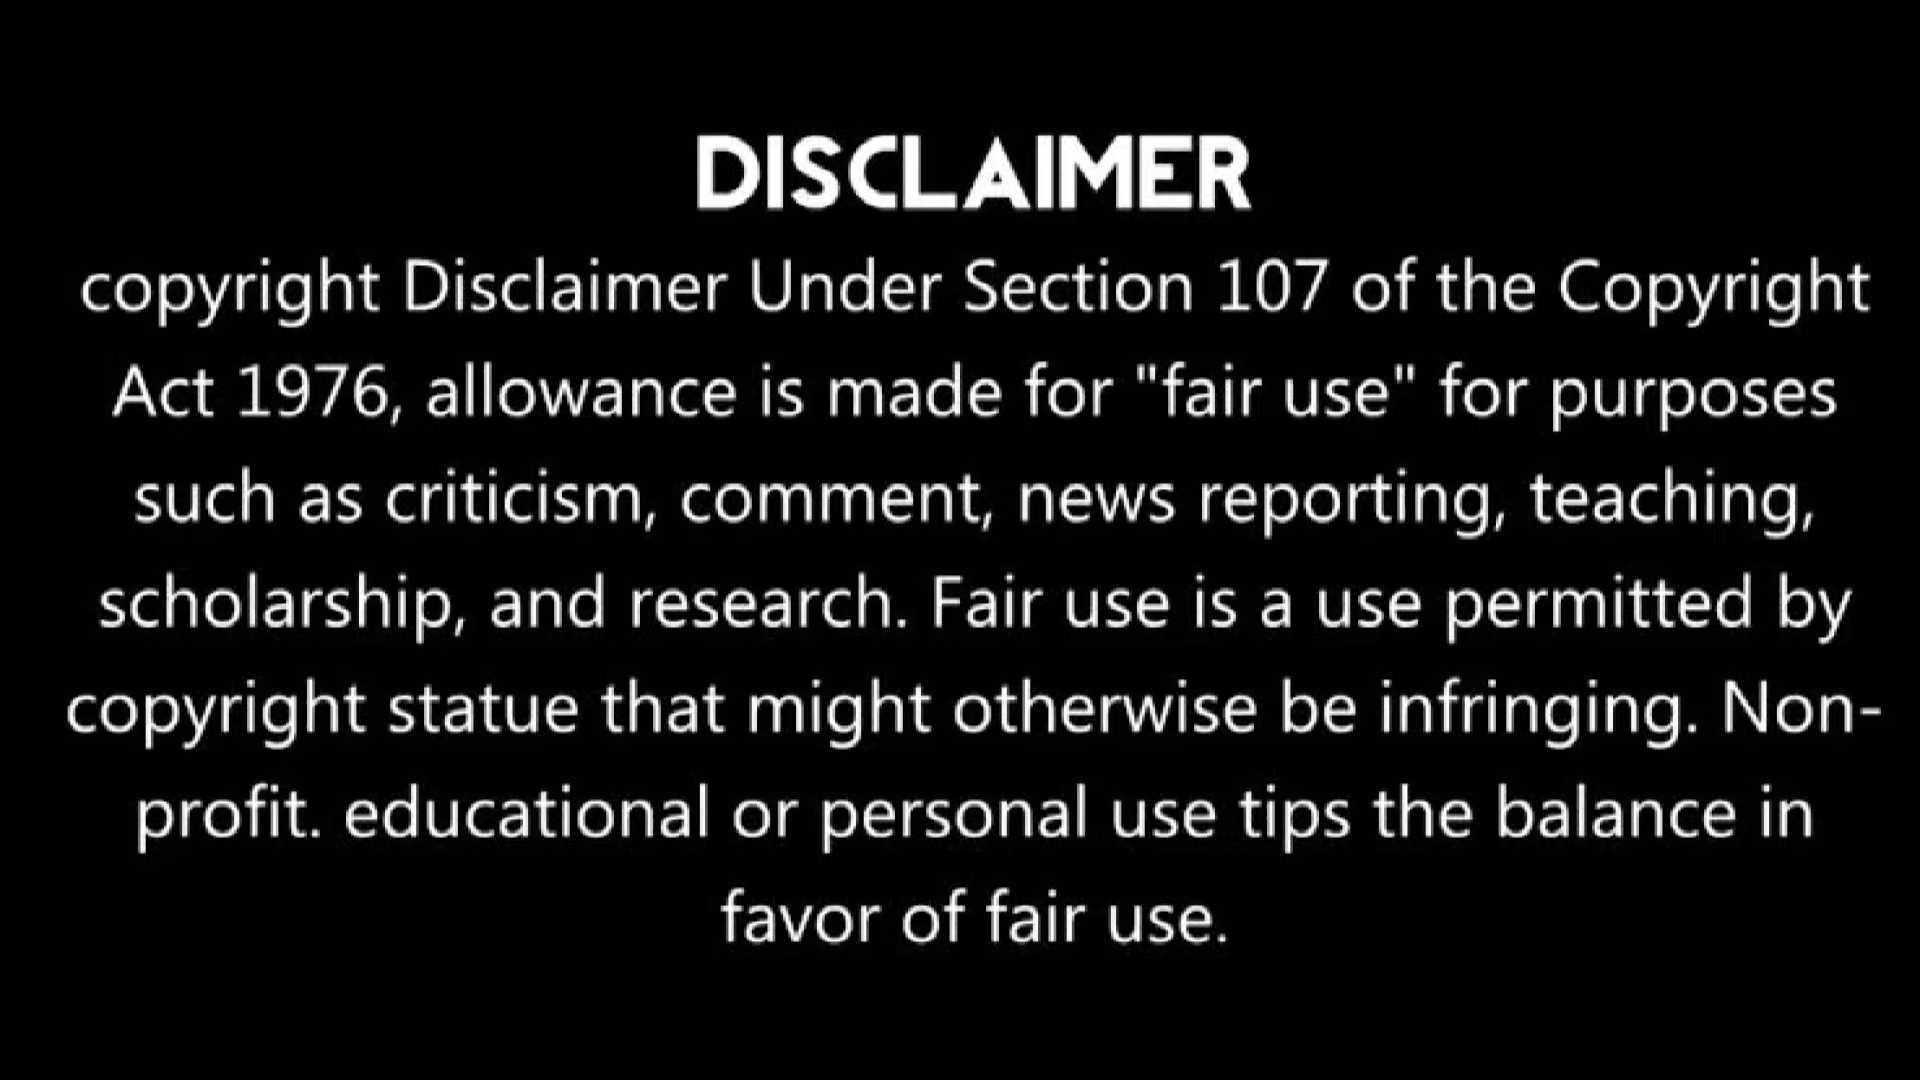 DISCLAIMER
copyright Disclaimer Under Section 107 of the Copyright
Act 1976, allowance is made for "fair use" for purposes
such as criticism, comment, news reporting, teaching,
scholarship, and research. Fair use is a use permitted by
copyright statue that might otherwise be infringing. Non-
profit. educational or personal use tips the balance in
favor of fair use.